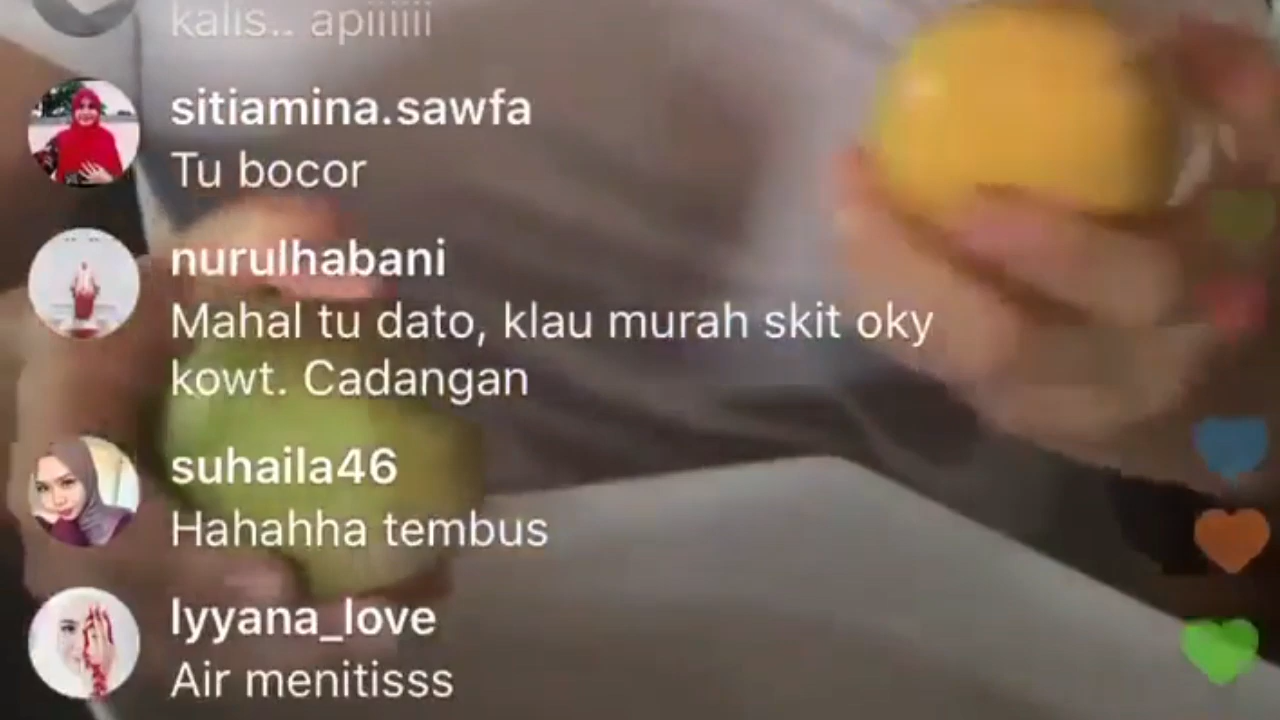 kalis.. apiiiiii
sitiamina.sawfa
Tu bocor
nurulhabani
Mahal tu dato, klau murah skit oky
kowt. Cadangan
suhaila46
Hahahha tembus
lyyana_love
Air menitisss